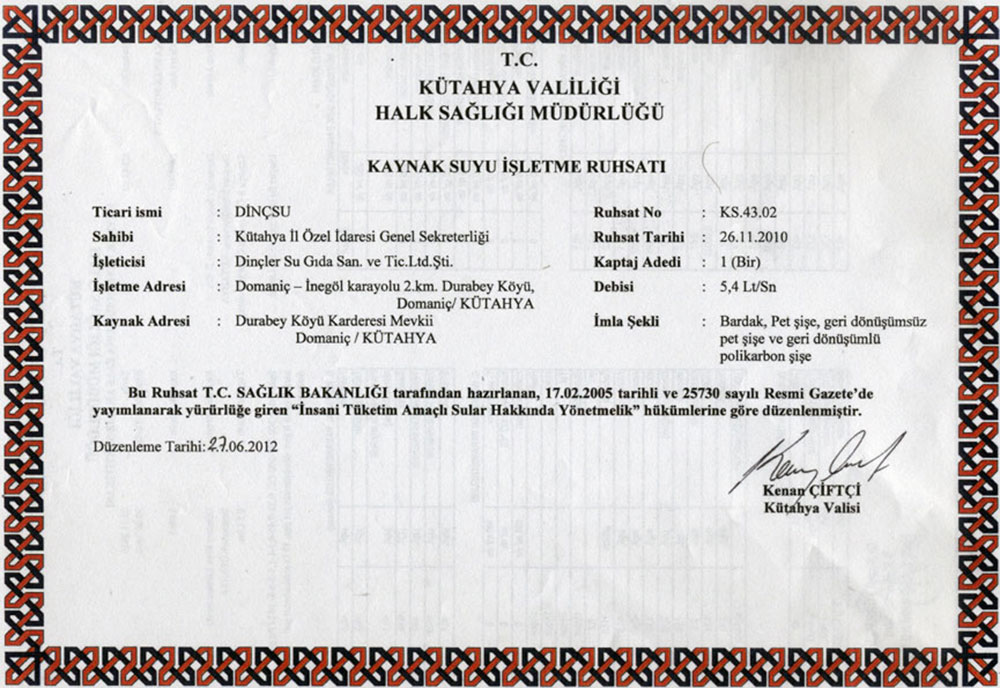 T.C.
KÜTAHYA VALİLİĞİ
HALK SAĞLIĞI MÜDÜRLÜĞÜ
KAYNAK SUYU İŞLETME RUHSATI
Ticari ismi : DİNÇSU
Sahibi : Kütahya İl Özel İdaresi Genel Sekreterliği
İşleticisi : Dinçler Su Gıda San. ve Tic.Ltd.Şti.
İşletme Adresi : Domaniç – İnegöl karayolu 2.km. Durabey Köyü,
Domaniç/ KÜTAHYA
Kaynak Adresi : Durabey Köyü Karderesi Mevkii
Domaniç / KÜTAHYA
Ruhsat No : KS.43.02
Ruhsat Tarihi : 26.11.2010
Kaptaj Adedi : 1 (Bir)
Debisi : 5,4 Lt/Sn
İmla Şekli : Bardak, Pet şişe, geri dönüşümsüz
pet şişe ve geri dönüşümlü
polikarbon şişe
Bu Ruhsat T.C. SAĞLIK BAKANLIĞI tarafından hazırlanan, 17.02.2005 tarihli ve 25730 sayılı Resmi Gazete’de
yayımlanarak yürürlüğe giren “İnsani Tüketim Amaçlı Sular Hakkında Yönetmelik” hükümlerine göre düzenlenmiştir.
Düzenleme Tarihi: 27.06.2012
Kenan ÇİFTÇİ
Kütahya Valisi